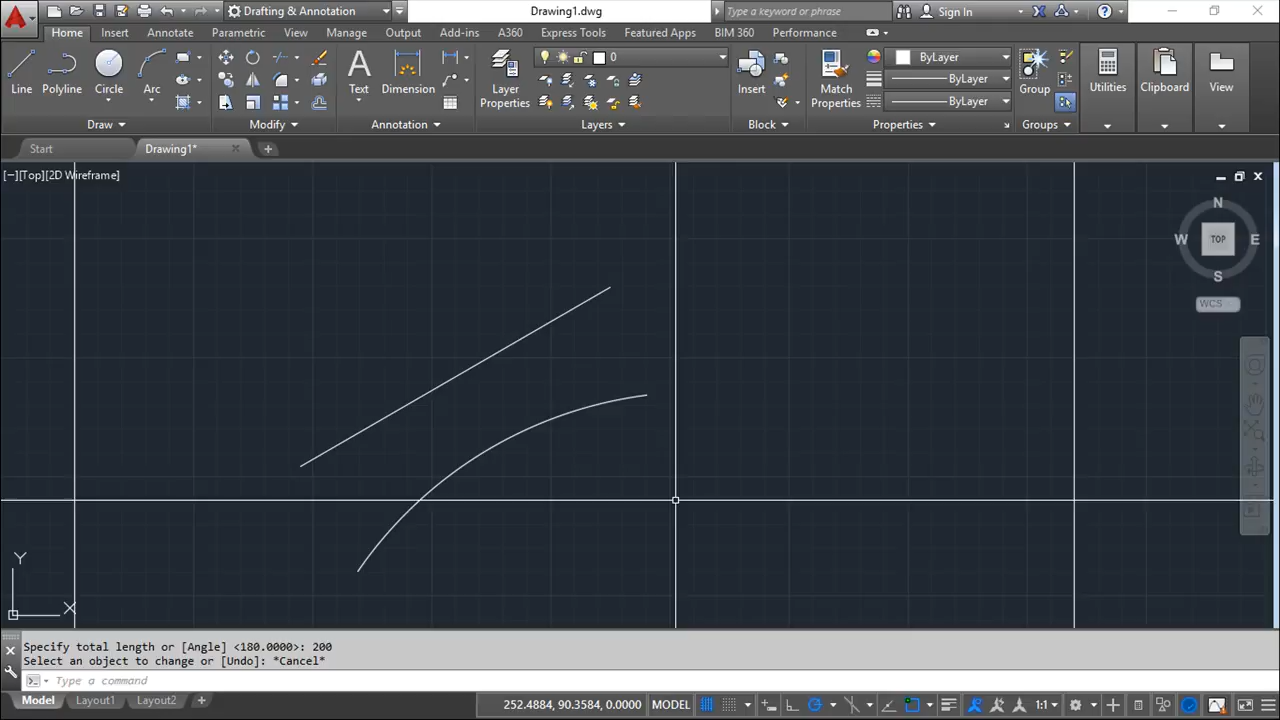 Drafting & Annotation
Drawing1.dwg
Type a keyword or phrase
Sign In
Home Insert Annotate Parametric View Manage Output Add-ins A360 Express Tools Featured Apps BIM 360 Performance
0
ByLayer
ByLayer
ByLayer
Line Polyline Circle Arc
Text Dimension
Layer Properties
Insert
Match Properties
Group
Utilities
Clipboard
View
Draw Modify Annotation Layers Block Properties Groups
Start Drawing1*
[−][Top][2D Wireframe]
N
W TOP E
S
WCS
Y
X
Specify total length or [Angle] <180.0000>: 200
Select an object to change or [Undo]: *Cancel*
Type a command
Model Layout1 Layout2 252.4884, 90.3584, 0.0000 MODEL 1:1